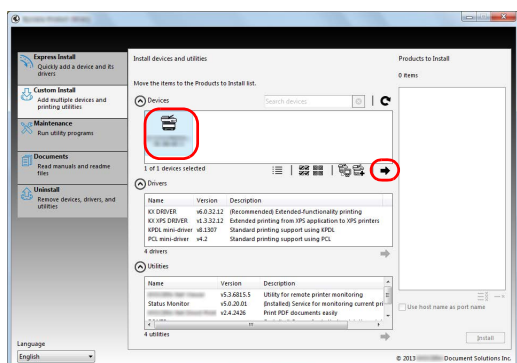 Express Install
Quickly add a device and its
drivers
Custom Install
Add multiple devices and
printing utilities
Maintenance
Run utility programs
Documents
Read manuals and readme
files
Uninstall
Remove devices, drivers, and
utilities
Language
English
Install devices and utilities
Move the items to the Products to Install list.
Devices
Search devices
1 of 1 devices selected
Drivers
Name Version Description
KX DRIVER v6.0.32.12 (Recommended) Extended-functionality printing
KX XPS DRIVER v1.3.32.12 Extended printing from XPS application to XPS printers
KPDL mini-driver v8.1307 Standard printing support using KPDL
PCL mini-driver v4.2 Standard printing support using PCL
4 drivers
Utilities
Name Version Description
v5.3.6815.5 Utility for remote printer monitoring
Status Monitor v5.0.20.01 (Installed) Service for monitoring current pri
v2.4.2426 Print PDF documents easily
4 utilities
Products to Install
0 items
Use host name as port name
Install
© 2013 Document Solutions Inc.